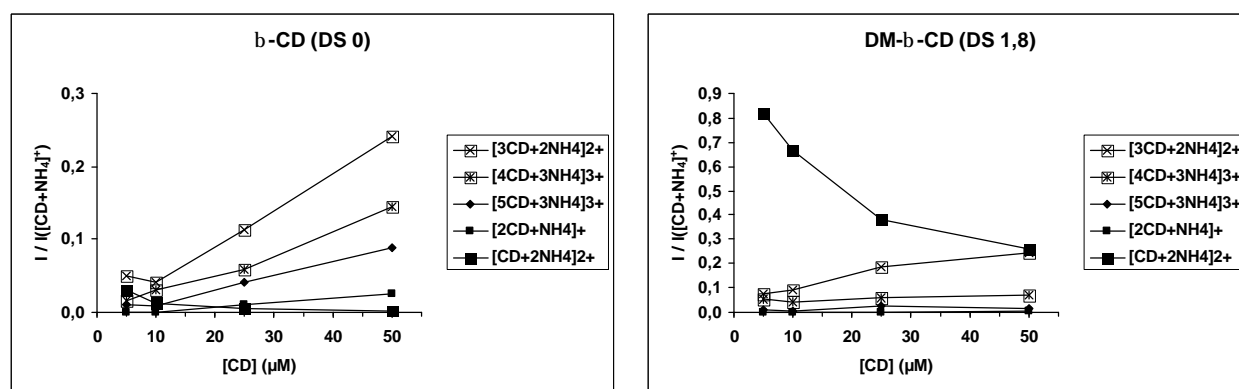 b-CD (DS 0)
0,3
0,2
0,1
0,0
0 10 20 30 40 50
I / I([CD+NH₄]⁺)
[CD] (µM)
[3CD+2NH4]2+
[4CD+3NH4]3+
[5CD+3NH4]3+
[2CD+NH4]+
[CD+2NH4]2+
DM-b-CD (DS 1,8)
0,9
0,8
0,7
0,6
0,5
0,4
0,3
0,2
0,1
0,0
0 10 20 30 40 50
I / I([CD+NH₄]⁺)
[CD] (µM)
[3CD+2NH4]2+
[4CD+3NH4]3+
[5CD+3NH4]3+
[2CD+NH4]+
[CD+2NH4]2+